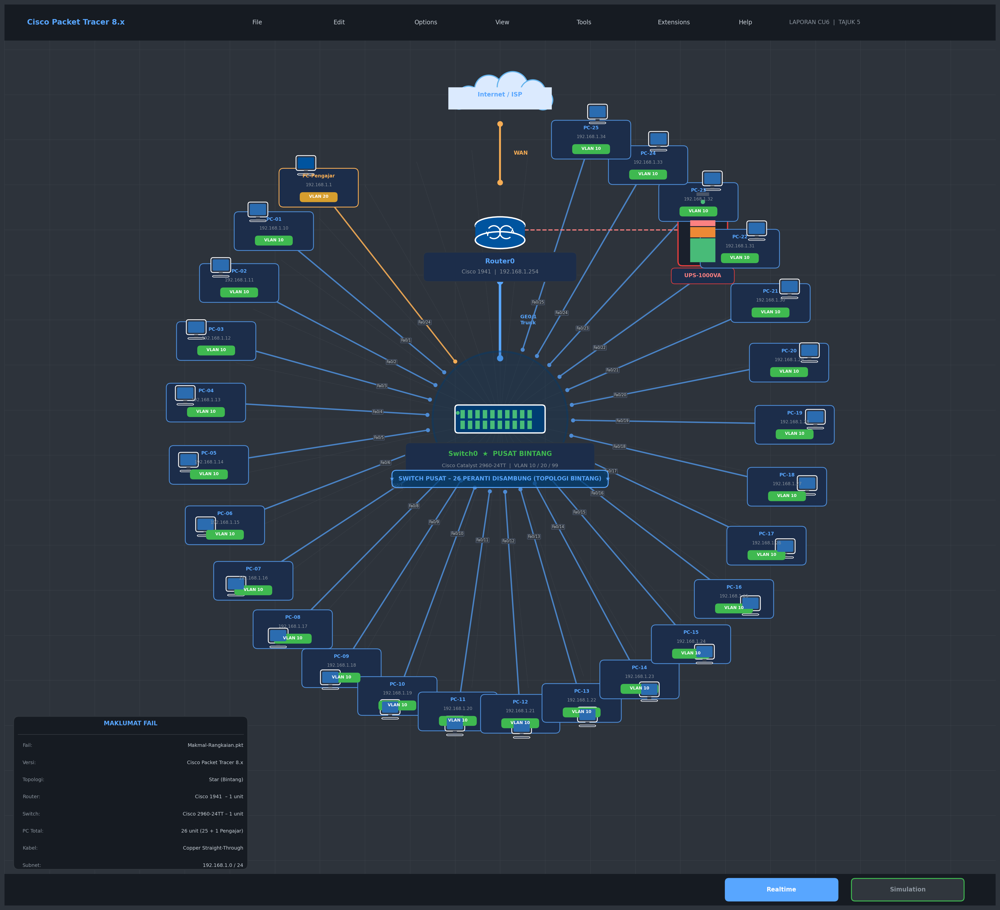 Cisco Packet Tracer 8.x
File
Edit
Options
View
Tools
Extensions
Help
LAPORAN CU6 | TAJUK 5
Internet / ISP
WAN
Router0
Cisco 1941 | 192.168.1.254
GE0/1
Trunk
UPS-1000VA
PC-Pengajar
192.168.1.1
VLAN 20
Fa0/24
PC-01
192.168.1.10
VLAN 10
Fa0/1
PC-02
192.168.1.11
VLAN 10
Fa0/2
PC-03
192.168.1.12
VLAN 10
Fa0/3
PC-04
192.168.1.13
VLAN 10
Fa0/4
PC-05
192.168.1.14
VLAN 10
Fa0/5
PC-06
192.168.1.15
VLAN 10
Fa0/6
PC-07
192.168.1.16
VLAN 10
Fa0/7
PC-08
192.168.1.17
VLAN 10
Fa0/8
PC-09
192.168.1.18
VLAN 10
Fa0/9
PC-10
192.168.1.19
VLAN 10
Fa0/10
PC-11
192.168.1.20
VLAN 10
Fa0/11
PC-12
192.168.1.21
VLAN 10
Fa0/12
PC-13
192.168.1.22
VLAN 10
Fa0/13
PC-14
192.168.1.23
VLAN 10
Fa0/14
PC-15
192.168.1.24
VLAN 10
Fa0/15
PC-16
192.168.1.25
VLAN 10
Fa0/16
PC-17
192.168.1.26
VLAN 10
Fa0/17
PC-18
192.168.1.27
VLAN 10
Fa0/18
PC-19
192.168.1.28
VLAN 10
Fa0/19
PC-20
192.168.1.29
VLAN 10
Fa0/20
PC-21
192.168.1.30
VLAN 10
Fa0/21
PC-22
192.168.1.31
VLAN 10
Fa0/22
PC-23
192.168.1.32
VLAN 10
Fa0/23
PC-24
192.168.1.33
VLAN 10
Fa0/24
PC-25
192.168.1.34
VLAN 10
Fa0/25
Switch0 ★ PUSAT BINTANG
Cisco Catalyst 2960-24TT | VLAN 10 / 20 / 99
★ SWITCH PUSAT – 26 PERANTI DISAMBUNG (TOPOLOGI BINTANG) ★
MAKLUMAT FAIL
Fail: Makmal-Rangkaian.pkt
Versi: Cisco Packet Tracer 8.x
Topologi: Star (Bintang)
Router: Cisco 1941 – 1 unit
Switch: Cisco 2960-24TT – 1 unit
PC Total: 26 unit (25 + 1 Pengajar)
Kabel: Copper Straight-Through
Subnet: 192.168.1.0 / 24
Realtime
Simulation